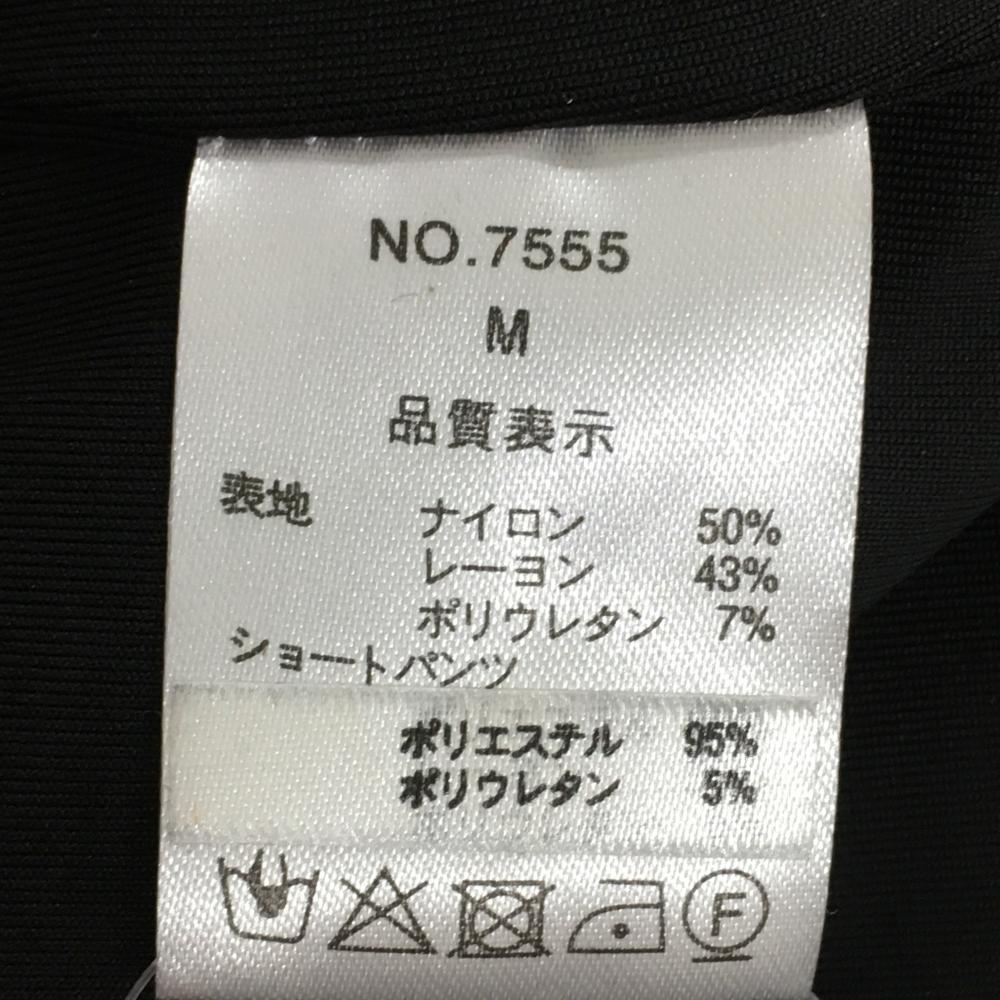 NO.7555
M
品質表示
表地 ナイロン 50%
レーヨン 43%
ポリウレタン 7%
ショートパンツ
ポリエステル 95%
ポリウレタン 5%
F